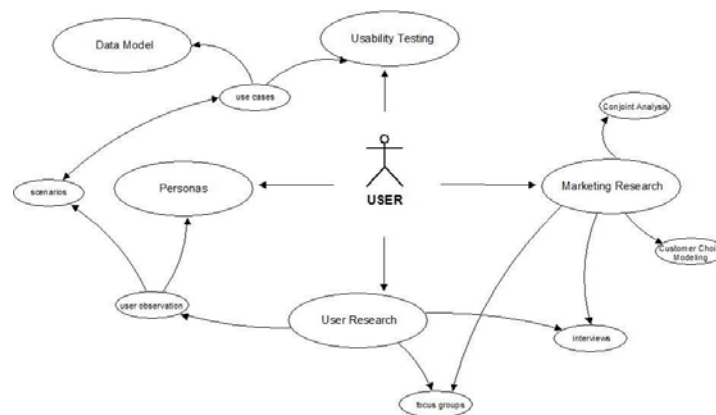 Usability Testing
Data Model
use cases
Conjoint Analysis
scenarios
Personas
USER
Marketing Research
Customer Choi
Modeling
user observation
User Research
interviews
focus groups